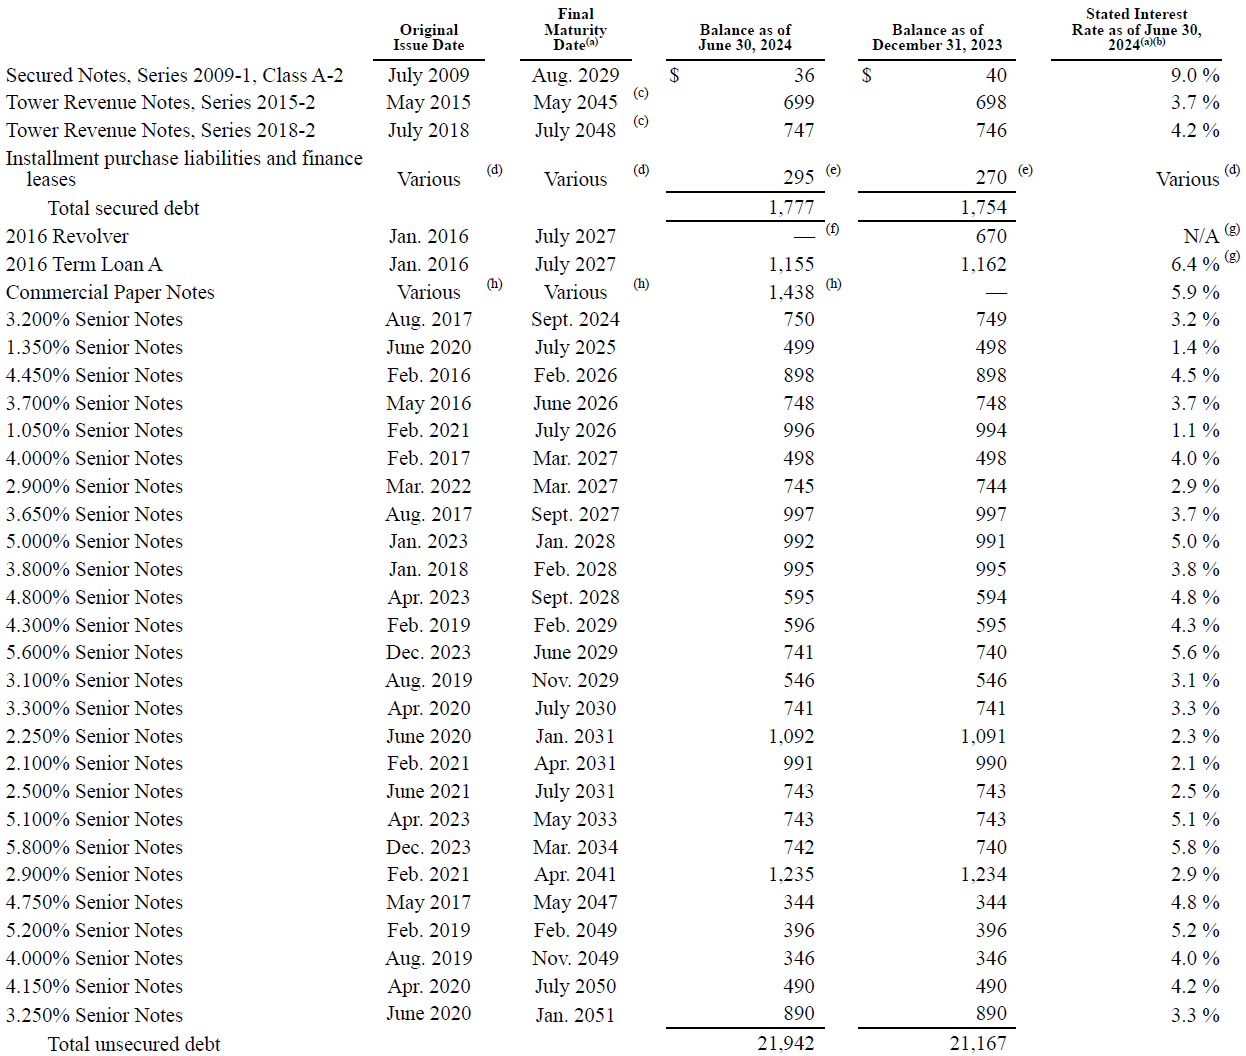 Original Issue Date Final Maturity Date(a) Balance as of June 30, 2024 Balance as of December 31, 2023 Stated Interest Rate as of June 30, 2024(a)(b)
Secured Notes, Series 2009-1, Class A-2 July 2009 Aug. 2029 $ 36 $ 40 9.0 %
Tower Revenue Notes, Series 2015-2 May 2015 May 2045 (c) 699 698 3.7 %
Tower Revenue Notes, Series 2018-2 July 2018 July 2048 (c) 747 746 4.2 %
Installment purchase liabilities and finance
leases Various (d) Various (d) 295 (e) 270 (e) Various (d)
Total secured debt 1,777 1,754
2016 Revolver Jan. 2016 July 2027 — (f) 670 N/A (g)
2016 Term Loan A Jan. 2016 July 2027 1,155 1,162 6.4 % (g)
Commercial Paper Notes Various (h) Various (h) 1,438 (h) — 5.9 %
3.200% Senior Notes Aug. 2017 Sept. 2024 750 749 3.2 %
1.350% Senior Notes June 2020 July 2025 499 498 1.4 %
4.450% Senior Notes Feb. 2016 Feb. 2026 898 898 4.5 %
3.700% Senior Notes May 2016 June 2026 748 748 3.7 %
1.050% Senior Notes Feb. 2021 July 2026 996 994 1.1 %
4.000% Senior Notes Feb. 2017 Mar. 2027 498 498 4.0 %
2.900% Senior Notes Mar. 2022 Mar. 2027 745 744 2.9 %
3.650% Senior Notes Aug. 2017 Sept. 2027 997 997 3.7 %
5.000% Senior Notes Jan. 2023 Jan. 2028 992 991 5.0 %
3.800% Senior Notes Jan. 2018 Feb. 2028 995 995 3.8 %
4.800% Senior Notes Apr. 2023 Sept. 2028 595 594 4.8 %
4.300% Senior Notes Feb. 2019 Feb. 2029 596 595 4.3 %
5.600% Senior Notes Dec. 2023 June 2029 741 740 5.6 %
3.100% Senior Notes Aug. 2019 Nov. 2029 546 546 3.1 %
3.300% Senior Notes Apr. 2020 July 2030 741 741 3.3 %
2.250% Senior Notes June 2020 Jan. 2031 1,092 1,091 2.3 %
2.100% Senior Notes Feb. 2021 Apr. 2031 991 990 2.1 %
2.500% Senior Notes June 2021 July 2031 743 743 2.5 %
5.100% Senior Notes Apr. 2023 May 2033 743 743 5.1 %
5.800% Senior Notes Dec. 2023 Mar. 2034 742 740 5.8 %
2.900% Senior Notes Feb. 2021 Apr. 2041 1,235 1,234 2.9 %
4.750% Senior Notes May 2017 May 2047 344 344 4.8 %
5.200% Senior Notes Feb. 2019 Feb. 2049 396 396 5.2 %
4.000% Senior Notes Aug. 2019 Nov. 2049 346 346 4.0 %
4.150% Senior Notes Apr. 2020 July 2050 490 490 4.2 %
3.250% Senior Notes June 2020 Jan. 2051 890 890 3.3 %
Total unsecured debt 21,942 21,167